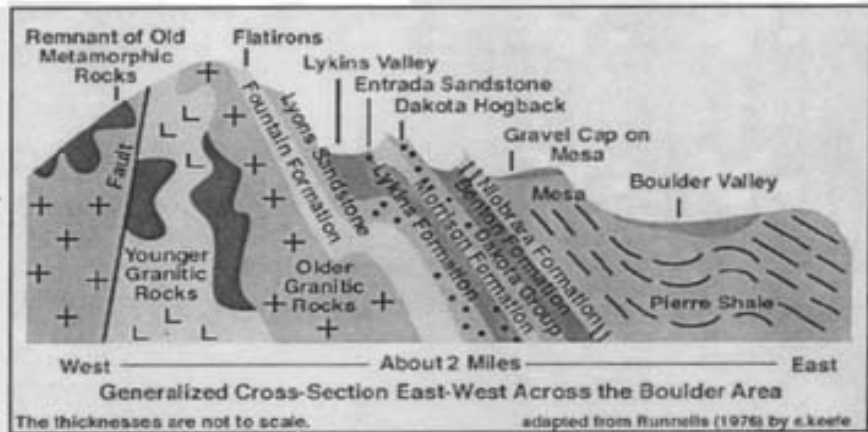 Remnant of Old
Metamorphic
Rocks
Flatirons
Lykins Valley
Entrada Sandstone
Dakota Hogback
Gravel Cap on
Mesa
Boulder Valley
Fault
Fountain Formation
Lyons Sandstone
Lykins Formation
Morrison Formation
Dakota Group
Benton Formation
Niobrara Formation
Mesa
Younger
Granitic
Rocks
Older
Granitic
Rocks
Pierre Shale
West
About 2 Miles
East
Generalized Cross-Section East-West Across the Boulder Area
The thicknesses are not to scale.
adapted from Runnells (1976) by e.keefe